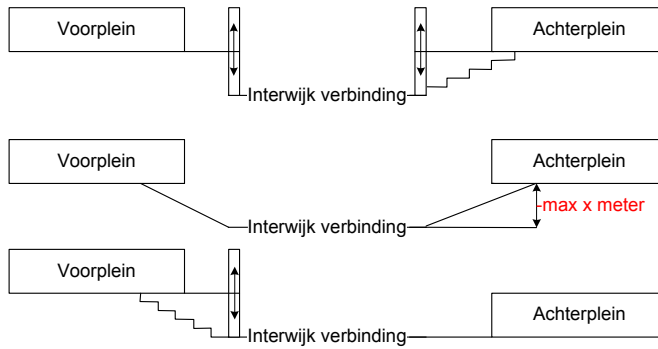 Voorplein
Achterplein
Interwijk verbinding
Voorplein
Achterplein
-max x meter
Interwijk verbinding
Voorplein
Achterplein
Interwijk verbinding